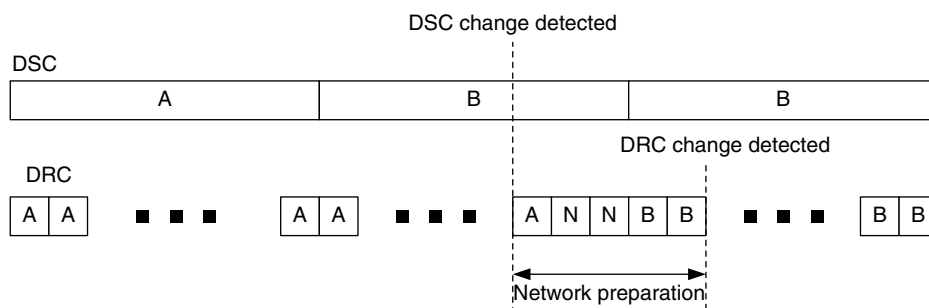 DSC change detected
DSC
A B B
DRC change detected
DRC
A A A A A N N B B B B
Network preparation